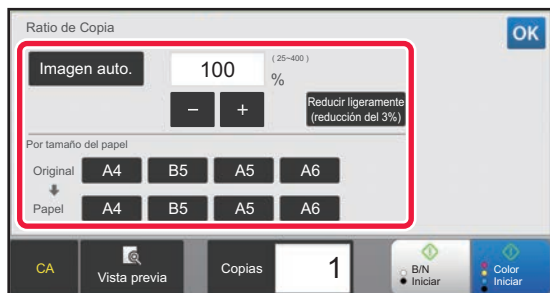 Ratio de Copia
OK
Imagen auto.
100
(25~400)
%
−
+
Reducir ligeramente
(reducción del 3%)
Por tamaño del papel
Original A4 B5 A5 A6
Papel A4 B5 A5 A6
CA
Vista previa
Copias
1
B/N
Iniciar
Color
Iniciar